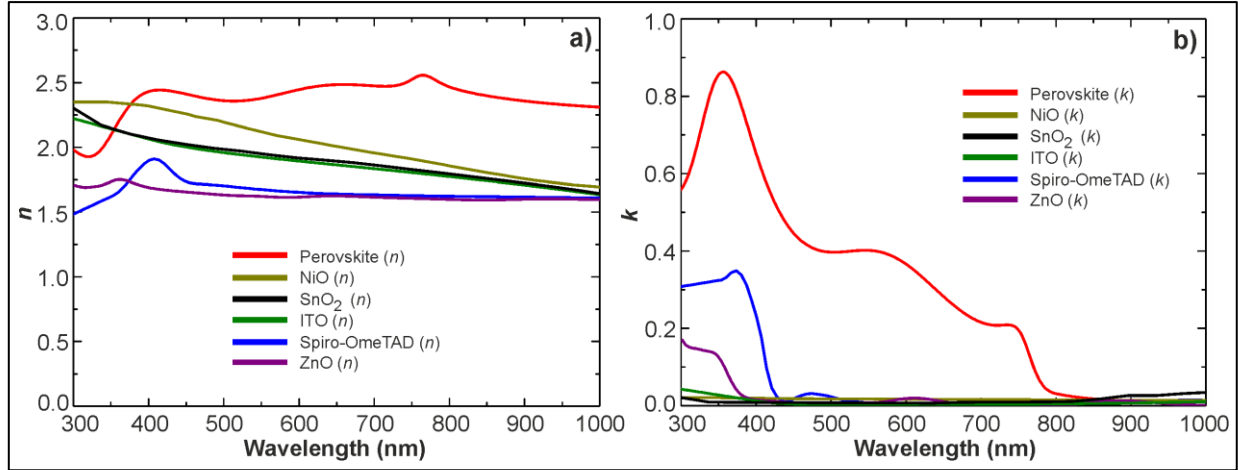 a)
3.0
2.5
2.0
1.5
1.0
0.5
0.0
n
Perovskite (n)
NiO (n)
SnO2 (n)
ITO (n)
Spiro-OmeTAD (n)
ZnO (n)
300 400 500 600 700 800 900 1000
Wavelength (nm)
b)
1.0
0.8
0.6
0.4
0.2
0.0
k
Perovskite (k)
NiO (k)
SnO2 (k)
ITO (k)
Spiro-OmeTAD (k)
ZnO (k)
300 400 500 600 700 800 900 1000
Wavelength (nm)